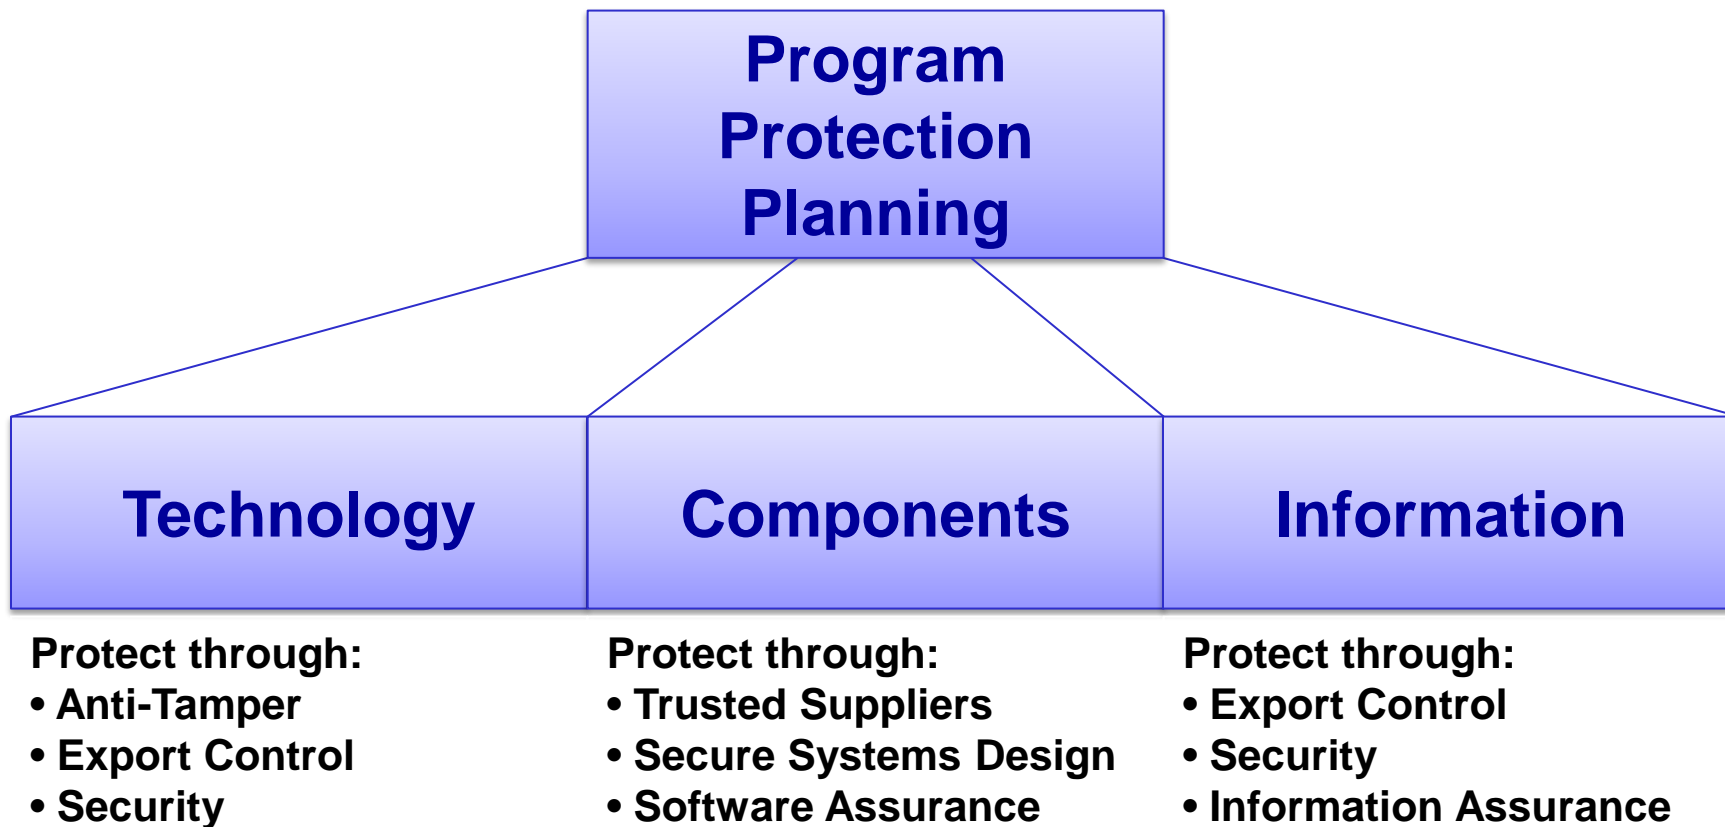 Program
Protection
Planning
Technology
Components
Information
Protect through:
• Anti-Tamper
• Export Control
• Security
Protect through:
• Trusted Suppliers
• Secure Systems Design
• Software Assurance
Protect through:
• Export Control
• Security
• Information Assurance